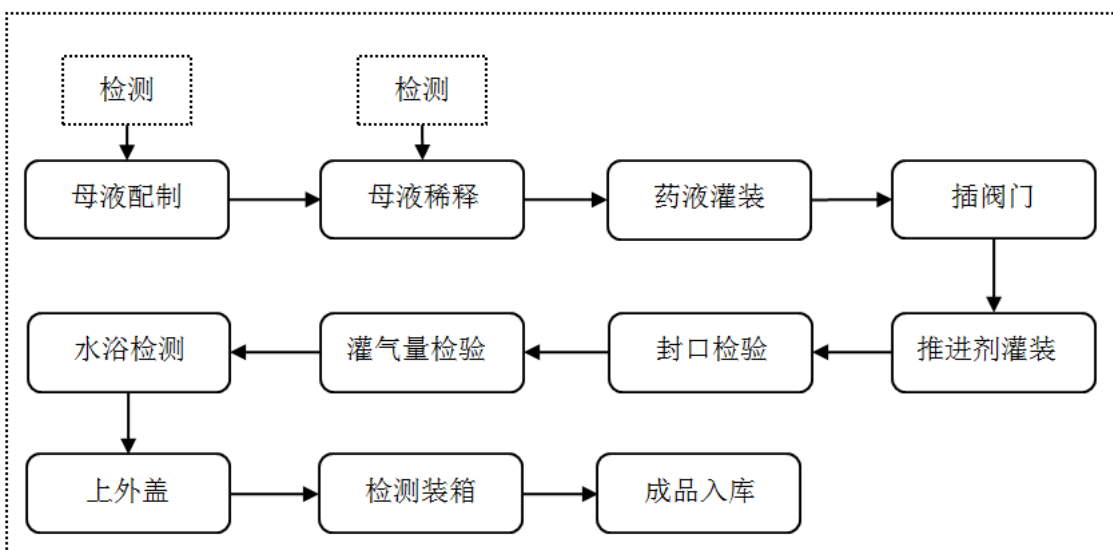 检测
检测
母液配制
母液稀释
药液灌装
插阀门
水浴检测
灌气量检验
封口检验
推进剂灌装
上外盖
检测装箱
成品入库